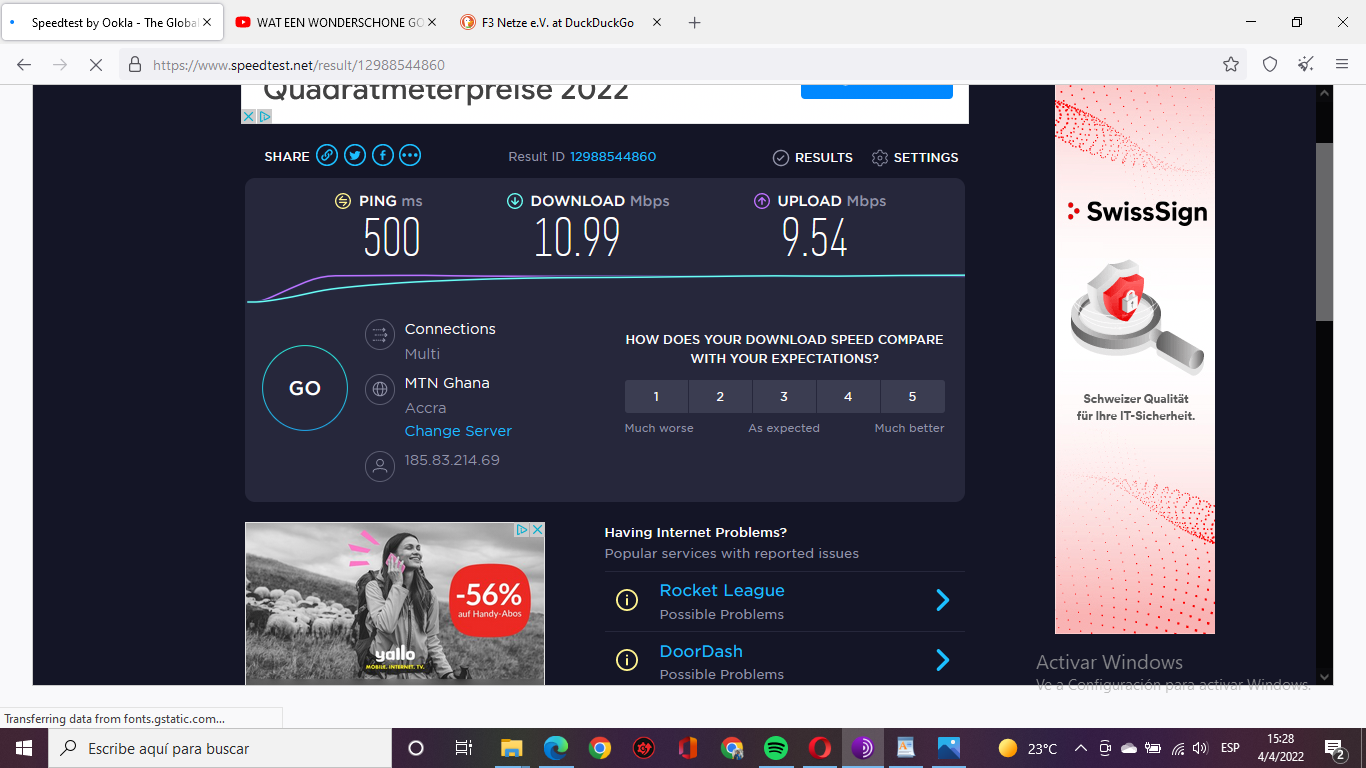 Speedtest by Ookla - The Global
WAT EEN WONDERSCHONE GO
F3 Netze e.V. at DuckDuckGo
https://www.speedtest.net/result/12988544860
Quadratmeterpreise 2022
SHARE
Result ID 12988544860
RESULTS
SETTINGS
PING ms
DOWNLOAD Mbps
UPLOAD Mbps
500
10.99
9.54
GO
Connections
Multi
MTN Ghana
Accra
Change Server
185.83.214.69
HOW DOES YOUR DOWNLOAD SPEED COMPARE
WITH YOUR EXPECTATIONS?
1 2 3 4 5
Much worse As expected Much better
-56%
auf Handy-Abos
yallo
MOBILE. INTERNET. TV.
Having Internet Problems?
Popular services with reported issues
Rocket League
Possible Problems
DoorDash
Possible Problems
SwissSign
Schweizer Qualität
für Ihre IT-Sicherheit.
Activar Windows
Ve a Configuración para activar Windows.
Transferring data from fonts.gstatic.com...
Escribe aquí para buscar
23°C
ESP
15:28
4/4/2022
2